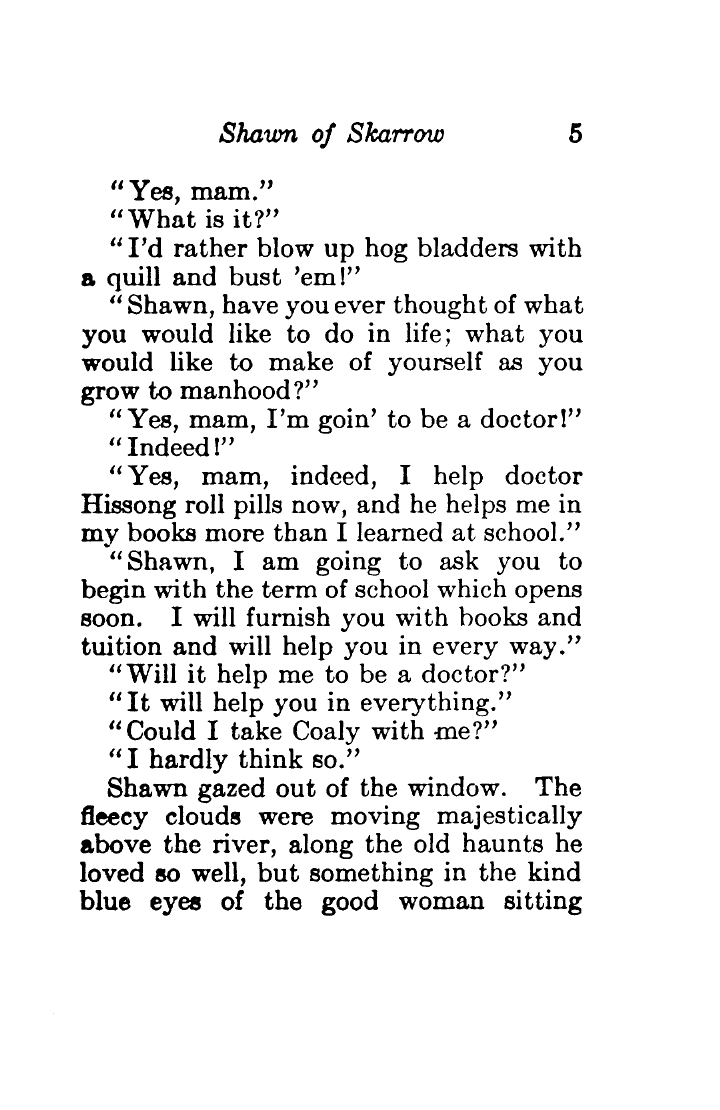 Shawn of Skarrow 5
"Yes, mam."
"What is it?"
"I'd rather blow up hog bladders with
a quill and bust 'em!"
"Shawn, have you ever thought of what
you would like to do in life; what you
would like to make of yourself as you
grow to manhood?"
"Yes, mam, I'm goin' to be a doctor!"
"Indeed!"
"Yes, mam, indeed, I help doctor
Hissong roll pills now, and he helps me in
my books more than I learned at school."
"Shawn, I am going to ask you to
begin with the term of school which opens
soon. I will furnish you with books and
tuition and will help you in every way."
"Will it help me to be a doctor?"
"It will help you in everything."
"Could I take Coaly with me?"
"I hardly think so."
Shawn gazed out of the window. The
fleecy clouds were moving majestically
above the river, along the old haunts he
loved so well, but something in the kind
blue eyes of the good woman sitting